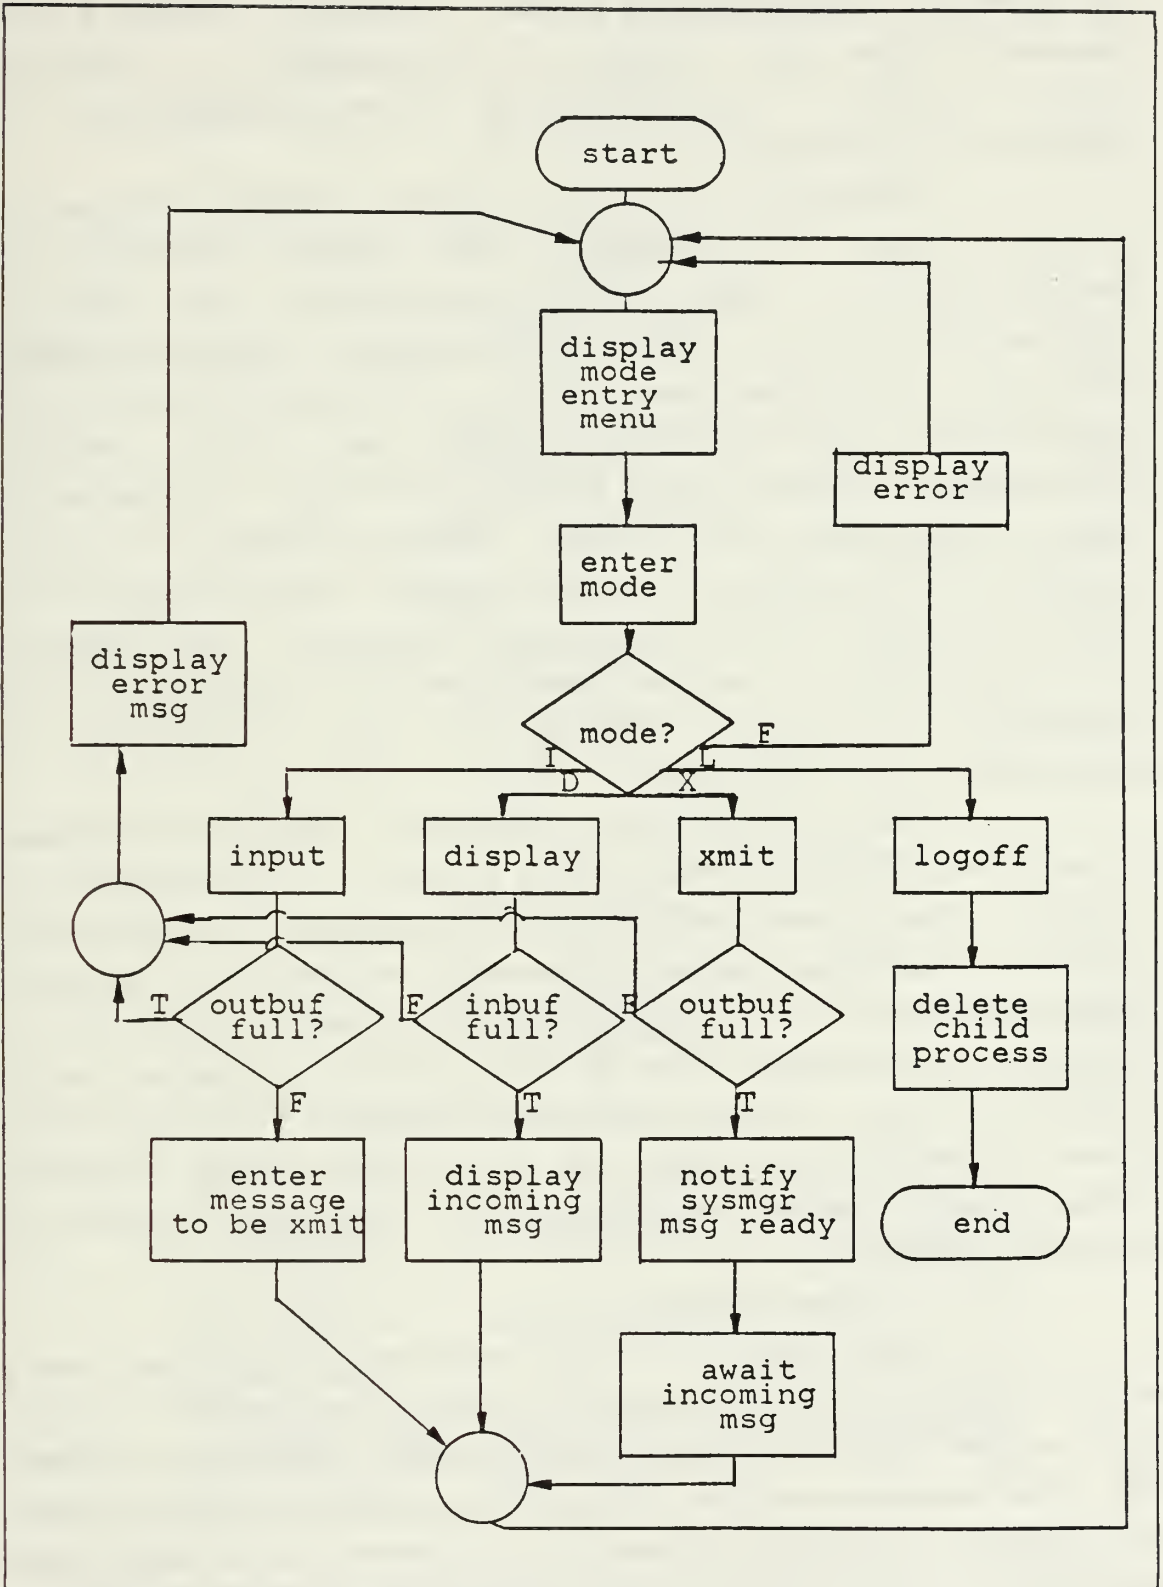 start
display
mode
entry
menu
display
error
enter
mode
display
error
msg
mode?
F
I
L
D
X
input
display
xmit
logoff
T
outbuf
full?
F
inbuf
full?
outbuf
full?
delete
child
process
F
T
T
enter
message
to be xmit
display
incoming
msg
notify
sysmgr
msg ready
end
await
incoming
msg